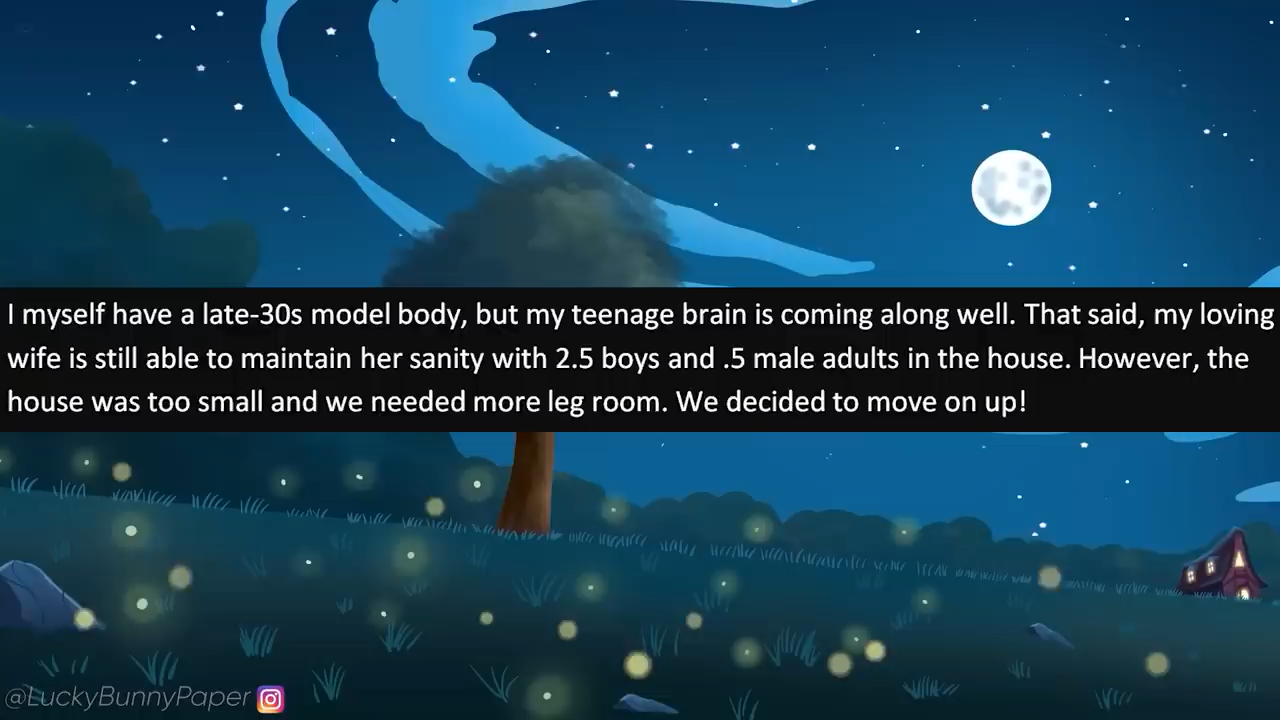 I myself have a late-30s model body, but my teenage brain is coming along well. That said, my loving
wife is still able to maintain her sanity with 2.5 boys and .5 male adults in the house. However, the
house was too small and we needed more leg room. We decided to move on up!
@LuckyBunnyPaper